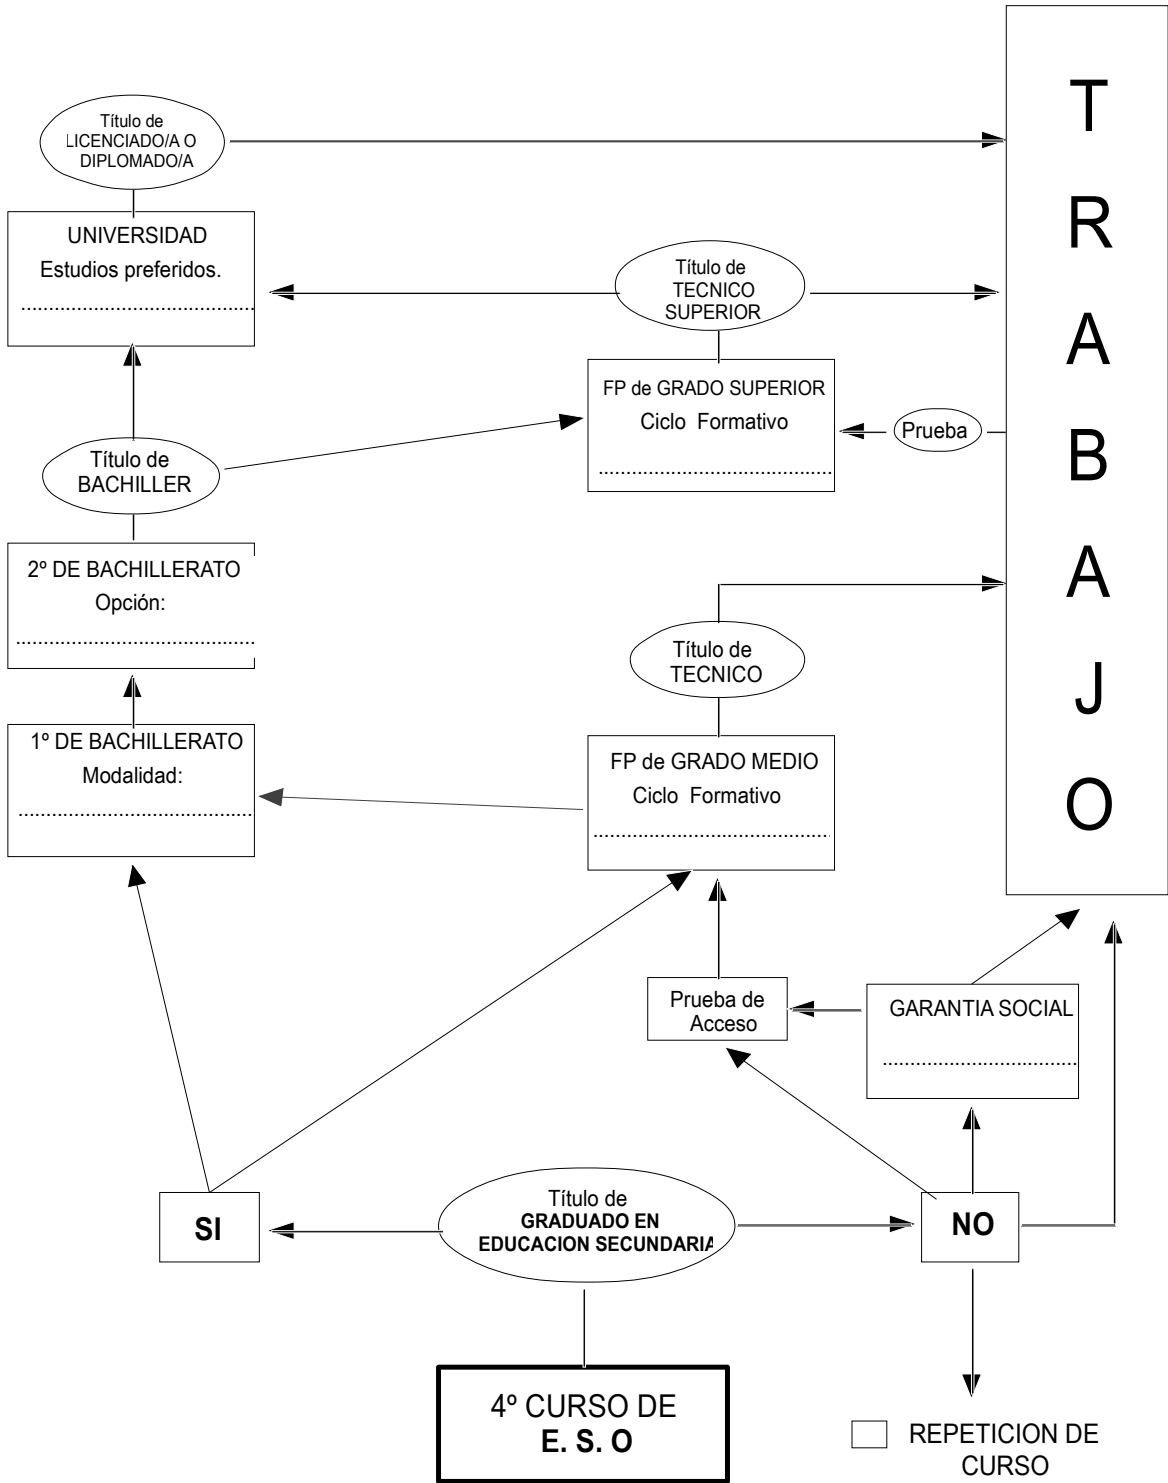 Título de
LICENCIADO/A O
DIPLOMADO/A
UNIVERSIDAD
Estudios preferidos.
..........................................................
Título de
TECNICO
SUPERIOR
FP de GRADO SUPERIOR
Ciclo Formativo
..........................................................
Prueba
Título de
BACHILLER
2º DE BACHILLERATO
Opción:
..........................................................
Título de
TECNICO
1º DE BACHILLERATO
Modalidad:
..........................................................
FP de GRADO MEDIO
Ciclo Formativo
..........................................................
T
R
A
B
A
J
O
Prueba de
Acceso
GARANTIA SOCIAL
..............................................
SI
Título de
GRADUADO EN
EDUCACION SECUNDARIA
NO
4º CURSO DE
E. S. O
REPETICION DE
CURSO